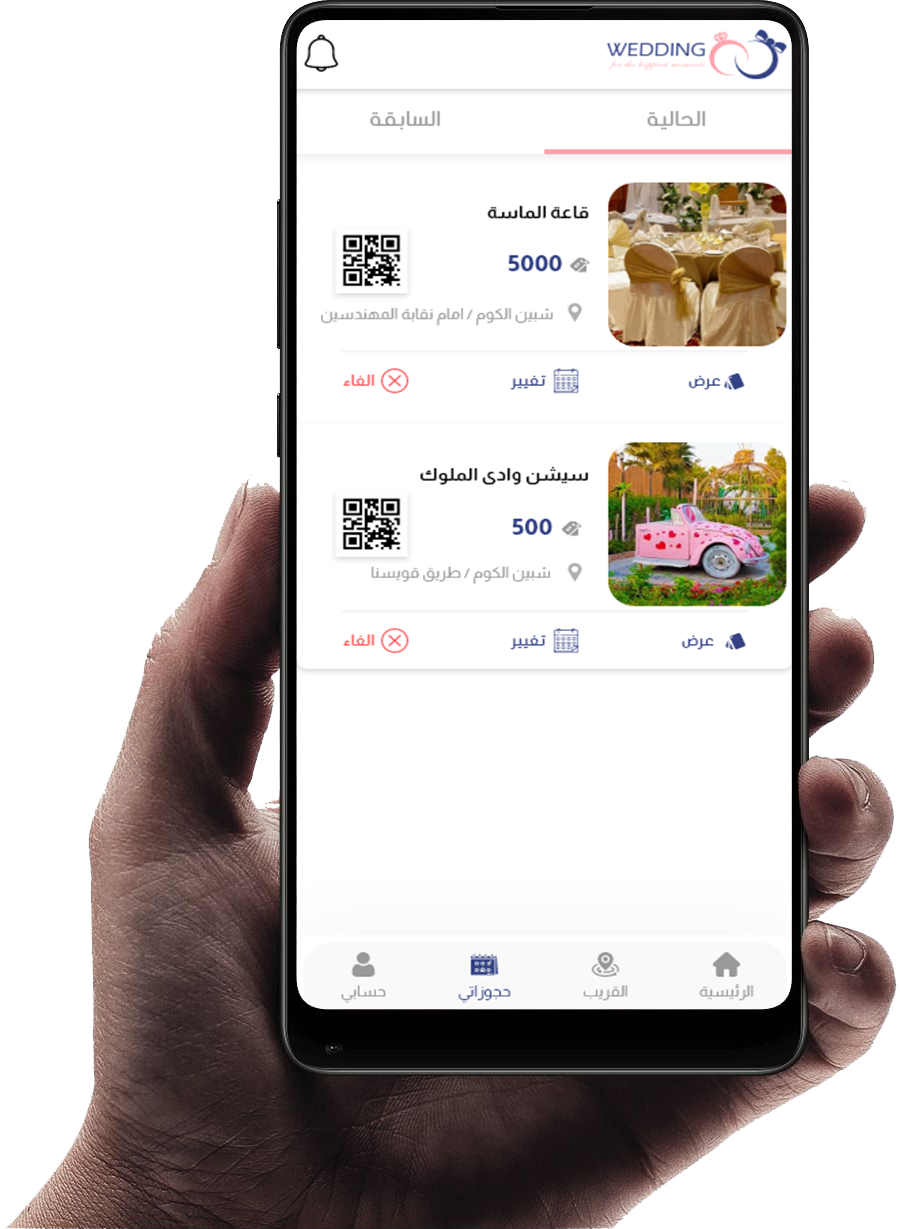 WEDDING
for the happiest moments
الحالية
السابقة
قاعة الماسة
5000
شبين الكوم / امام نقابة المهندسين
عرض
تغيير
الغاء
سيشن وادى الملوك
500
شبين الكوم / طريق قويسنا
عرض
تغيير
الغاء
الرئيسية
القريب
حجوزاتي
حسابي